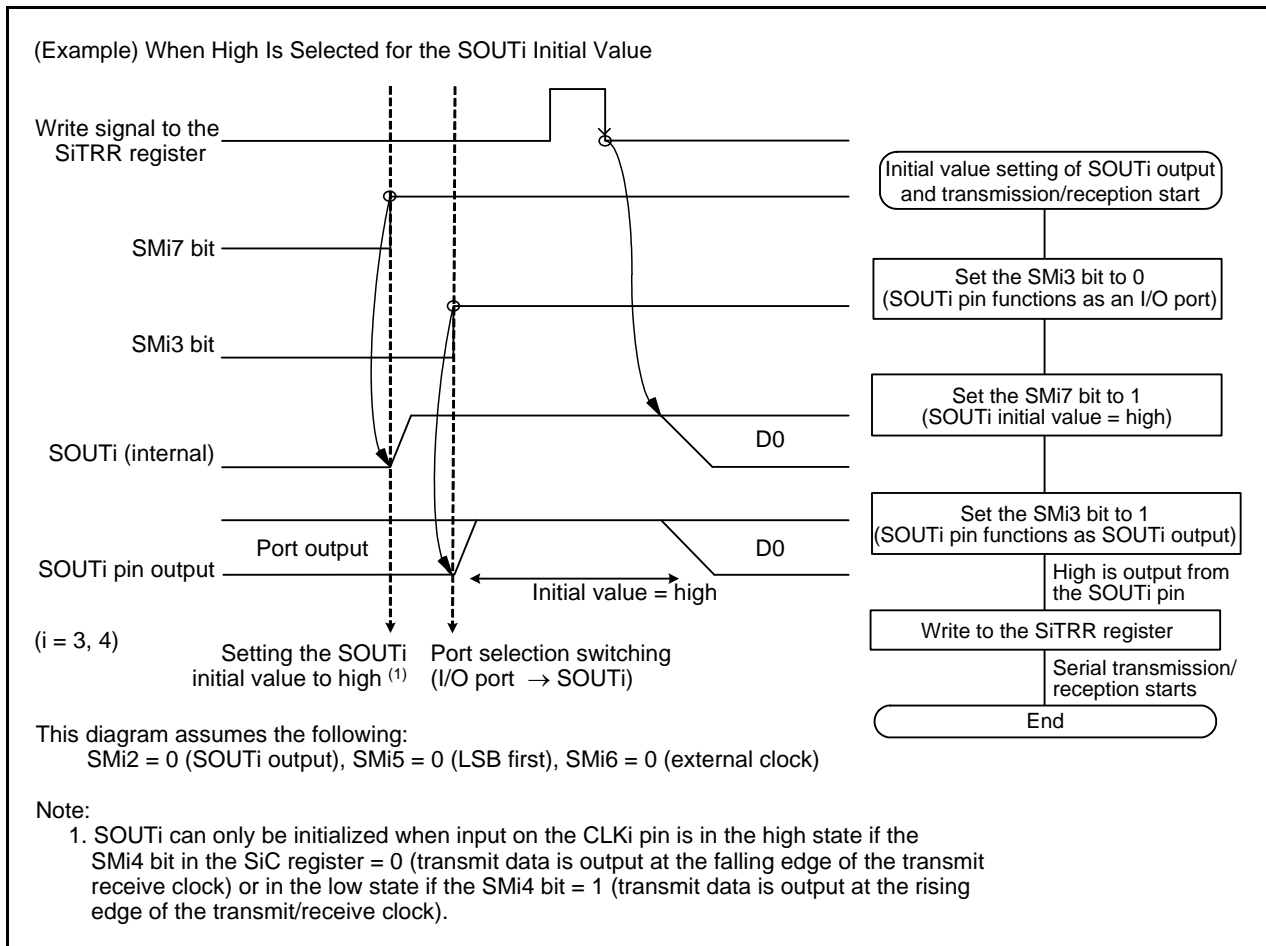 (Example) When High Is Selected for the SOUTi Initial Value
Write signal to the
SiTRR register
SMi7 bit
SMi3 bit
SOUTi (internal)
D0
Port output
D0
SOUTi pin output
Initial value = high
(i = 3, 4)
Setting the SOUTi
initial value to high (1)
Port selection switching
(I/O port → SOUTi)
Initial value setting of SOUTi output
and transmission/reception start
Set the SMi3 bit to 0
(SOUTi pin functions as an I/O port)
Set the SMi7 bit to 1
(SOUTi initial value = high)
Set the SMi3 bit to 1
(SOUTi pin functions as SOUTi output)
High is output from
the SOUTi pin
Write to the SiTRR register
Serial transmission/
reception starts
End
This diagram assumes the following:
SMi2 = 0 (SOUTi output), SMi5 = 0 (LSB first), SMi6 = 0 (external clock)
Note:
1. SOUTi can only be initialized when input on the CLKi pin is in the high state if the
SMi4 bit in the SiC register = 0 (transmit data is output at the falling edge of the transmit
receive clock) or in the low state if the SMi4 bit = 1 (transmit data is output at the rising
edge of the transmit/receive clock).